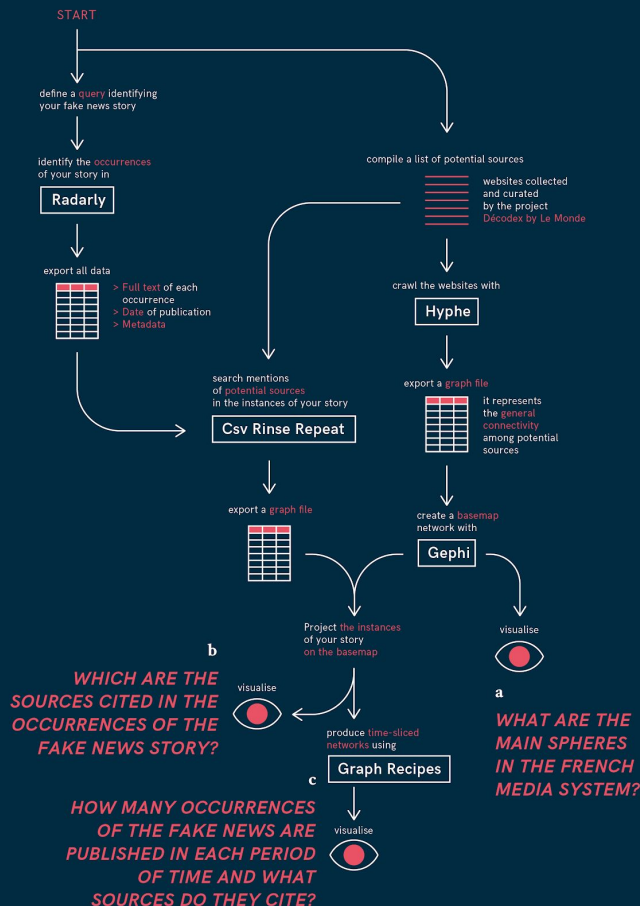 START
define a query identifying
your fake news story
identify the occurrences
of your story in
Radarly
export all data
> Full text of each
occurrence
> Date of publication
> Metadata
compile a list of potential sources
websites collected
and curated
by the project
Décodex by Le Monde
crawl the websites with
Hyphe
export a graph file
it represents
the general
connectivity
among potential
sources
search mentions
of potential sources
in the instances of your story
Csv Rinse Repeat
export a graph file
create a basemap
network with
Gephi
Project the instances
of your story
on the basemap
visualise
a
WHAT ARE THE
MAIN SPHERES
IN THE FRENCH
MEDIA SYSTEM?
b
WHICH ARE THE
SOURCES CITED IN THE
OCCURRENCES OF THE
FAKE NEWS STORY?
visualise
produce time-sliced
networks using
Graph Recipes
c
HOW MANY OCCURRENCES
OF THE FAKE NEWS ARE
PUBLISHED IN EACH PERIOD
OF TIME AND WHAT
SOURCES DO THEY CITE?
visualise